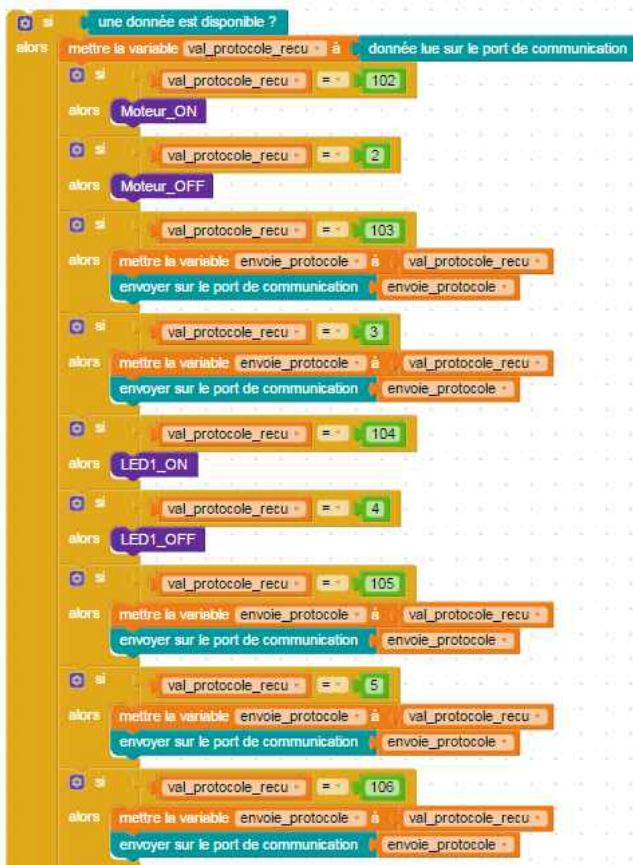 si une donnée est disponible ?
alors mettre la variable val_protocole_recu à donnée lue sur le port de communication
si val_protocole_recu = 102
alors Moteur_ON
si val_protocole_recu = 2
alors Moteur_OFF
si val_protocole_recu = 103
alors mettre la variable envoie_protocole à val_protocole_recu
envoyer sur le port de communication envoie_protocole
si val_protocole_recu = 3
alors mettre la variable envoie_protocole à val_protocole_recu
envoyer sur le port de communication envoie_protocole
si val_protocole_recu = 104
alors LED1_ON
si val_protocole_recu = 4
alors LED1_OFF
si val_protocole_recu = 105
alors mettre la variable envoie_protocole à val_protocole_recu
envoyer sur le port de communication envoie_protocole
si val_protocole_recu = 5
alors mettre la variable envoie_protocole à val_protocole_recu
envoyer sur le port de communication envoie_protocole
si val_protocole_recu = 106
alors mettre la variable envoie_protocole à val_protocole_recu
envoyer sur le port de communication envoie_protocole